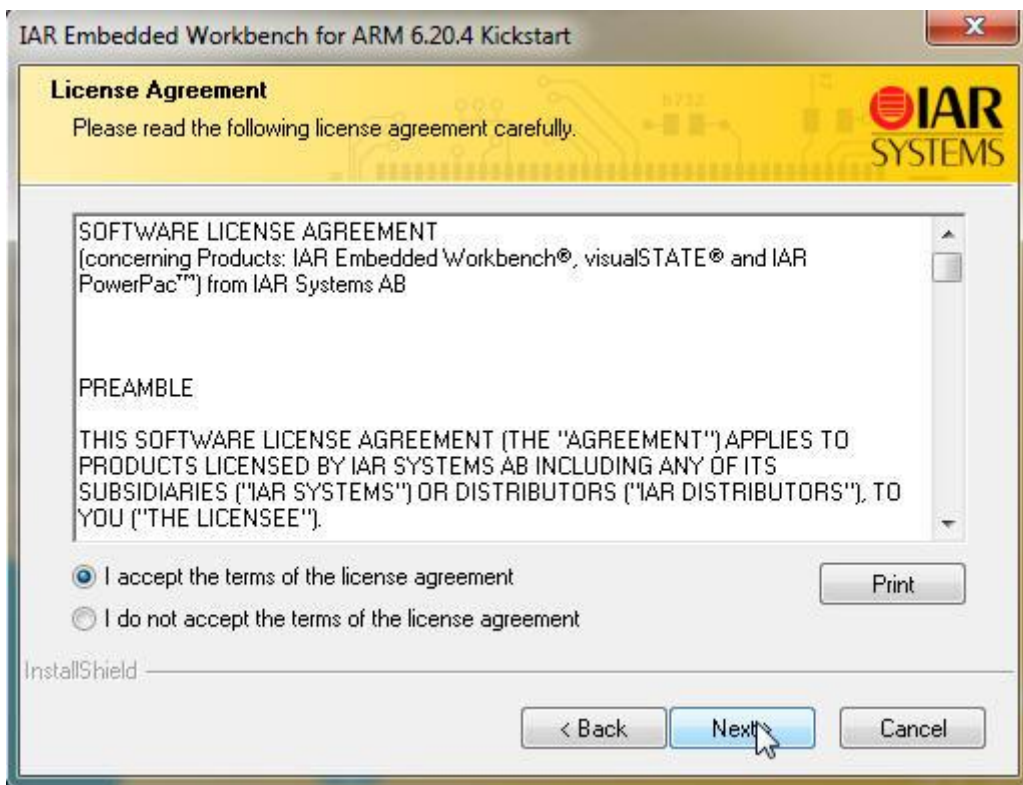 IAR Embedded Workbench for ARM 6.20.4 Kickstart
License Agreement
Please read the following license agreement carefully.
IAR
SYSTEMS
SOFTWARE LICENSE AGREEMENT
(concerning Products: IAR Embedded Workbench®, visualSTATE® and IAR
PowerPac™) from IAR Systems AB
PREAMBLE
THIS SOFTWARE LICENSE AGREEMENT (THE "AGREEMENT") APPLIES TO
PRODUCTS LICENSED BY IAR SYSTEMS AB INCLUDING ANY OF ITS
SUBSIDIARIES ("IAR SYSTEMS") OR DISTRIBUTORS ("IAR DISTRIBUTORS"), TO
YOU ("THE LICENSEE").
I accept the terms of the license agreement
Print
I do not accept the terms of the license agreement
InstallShield
< Back
Next >
Cancel